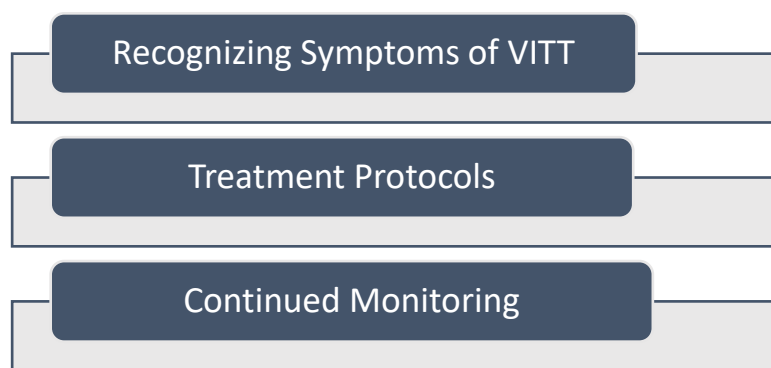 Recognizing Symptoms of VITT
Treatment Protocols
Continued Monitoring